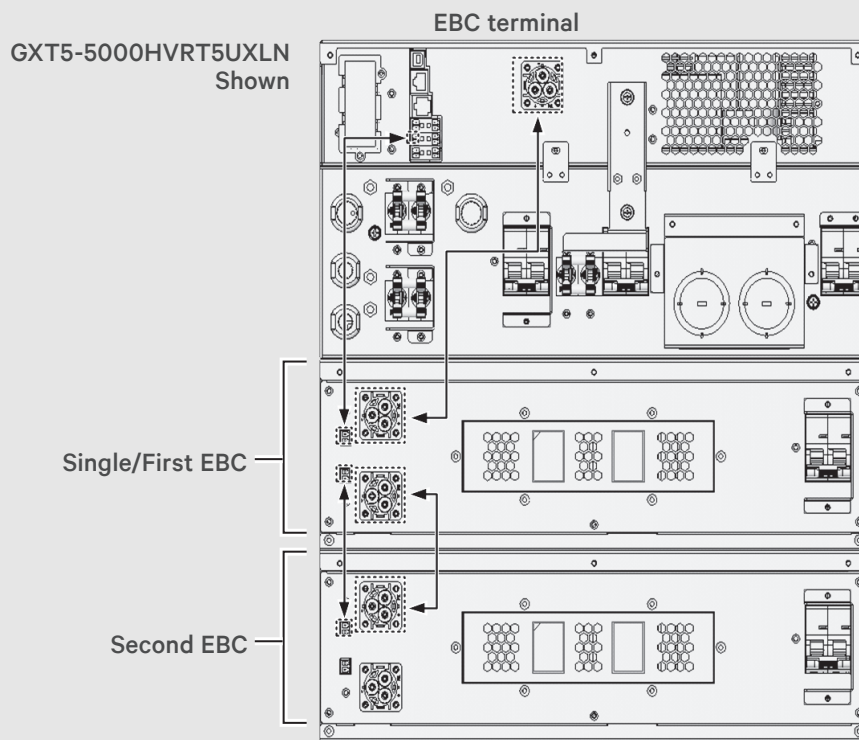 EBC terminal
GXT5-5000HVRT5UXLN
Shown
Single/First EBC
Second EBC